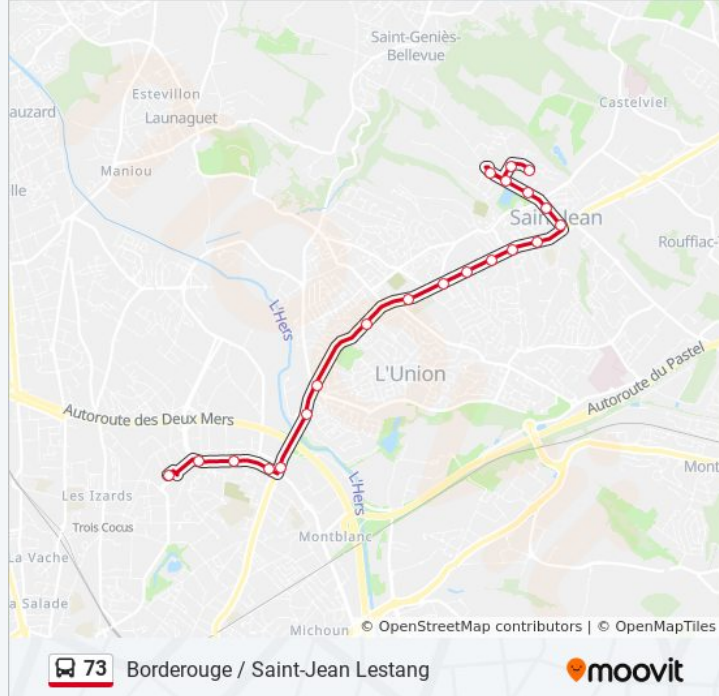 Saint-Geniès-
Bellevue
Estevillon
Castelviel
auzard
Launaguet
Maniou
ille
Saint-Jean
Rouffiac-
L'Hers
L'Union
Autoroute du Pastel
Autoroute des Deux Mers
Mont
L'Hers
Les Izards
Trois Cocus
Montblanc
La Vache
a Salade
Michoun
© OpenStreetMap contributors | © OpenMapTiles
73 Borderouge / Saint-Jean Lestang
moovit